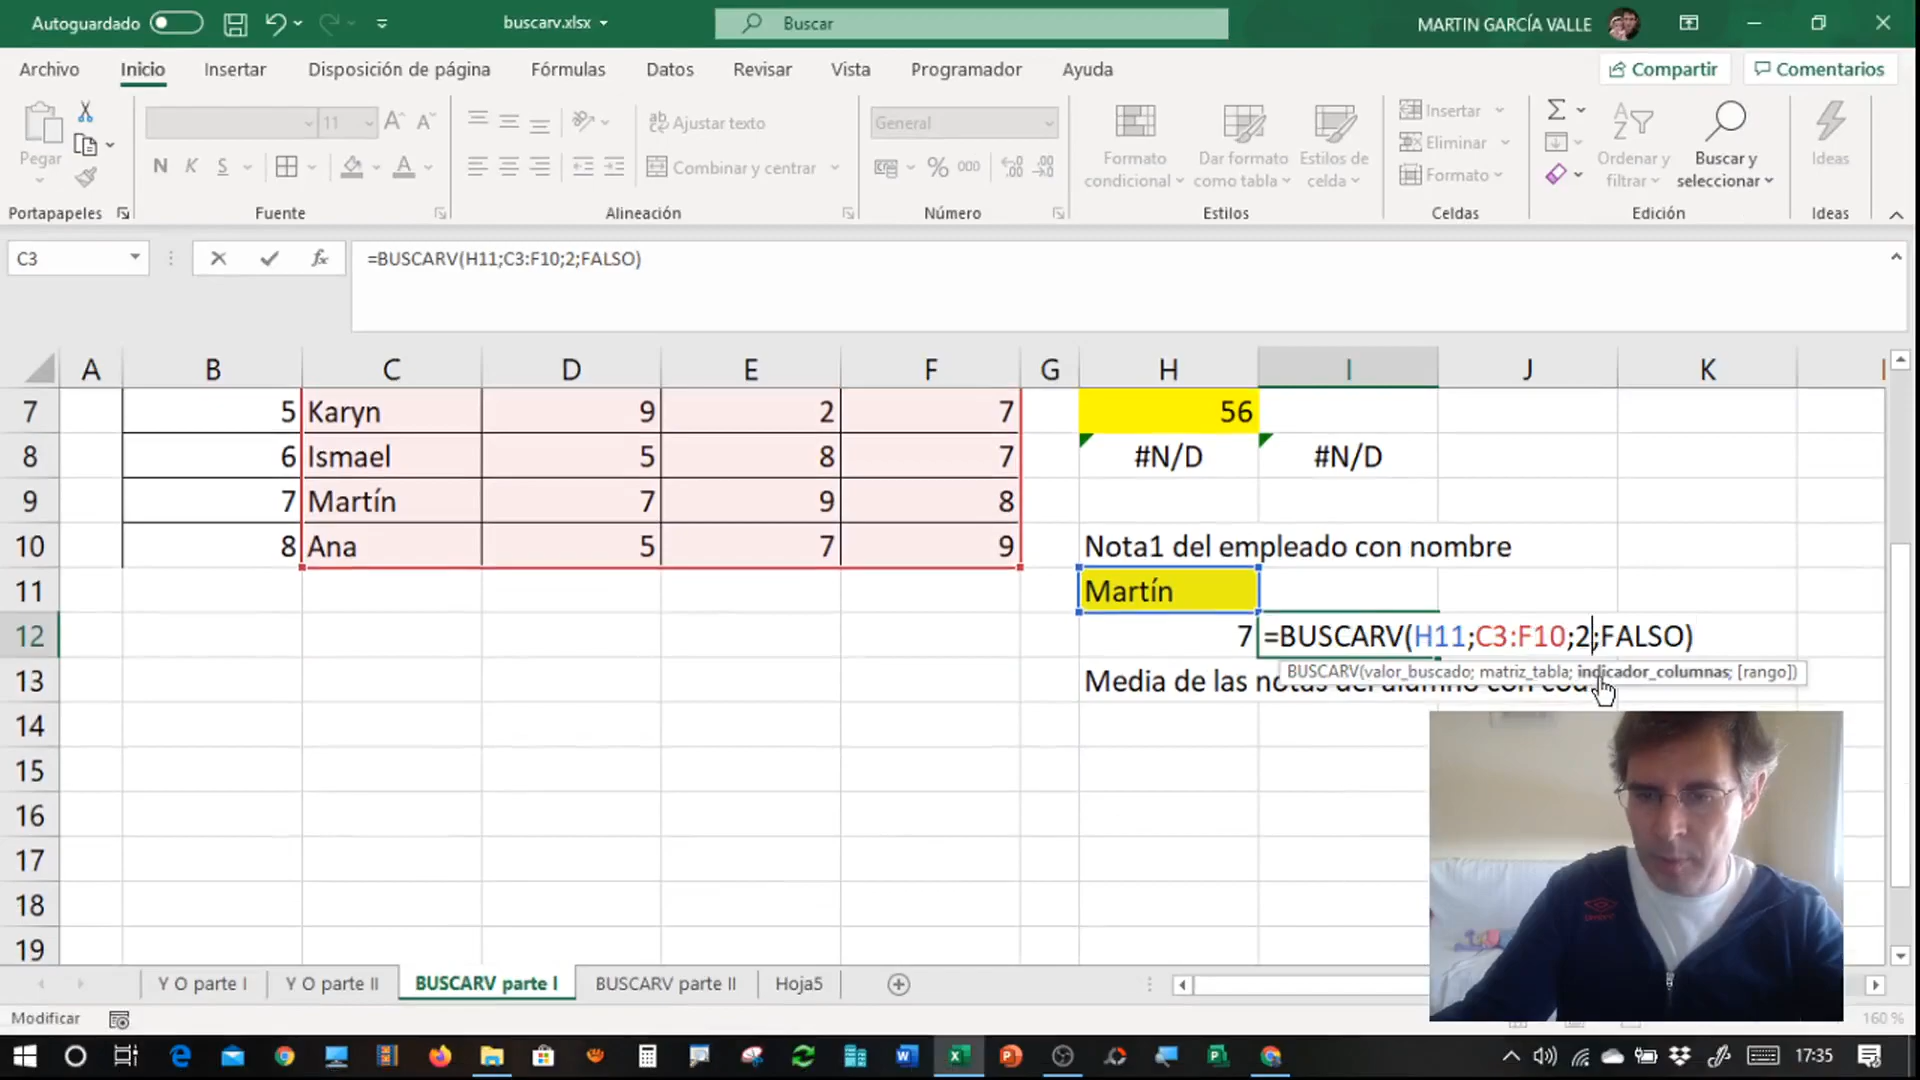 Autoguardado
buscarv.xlsx
Buscar
MARTIN GARCÍA VALLE
Archivo Inicio Insertar Disposición de página Fórmulas Datos Revisar Vista Programador Ayuda
Compartir Comentarios
Pegar
11
N K S
Ajustar texto
Combinar y centrar
General
% 000
Formato condicional
Dar formato como tabla
Estilos de celda
Insertar
Eliminar
Formato
Ordenar y filtrar
Buscar y seleccionar
Ideas
Portapapeles Fuente Alineación Número Estilos Celdas Edición Ideas
C3
fx
=BUSCARV(H11;C3:F10;2;FALSO)
A B C D E F G H I J K
7 5 Karyn 9 2 7 56
8 6 Ismael 5 8 7 #N/D #N/D
9 7 Martín 7 9 8
10 8 Ana 5 7 9 Nota1 del empleado con nombre
11 Martín
12 7 =BUSCARV(H11;C3:F10;2;FALSO)
BUSCARV(valor_buscado; matriz_tabla; indicador_columnas; [rango])
13 Media de las notas del alumno con
14
15
16
17
18
19
Y O parte I Y O parte II BUSCARV parte I BUSCARV parte II Hoja5
Modificar
160 %
17:35